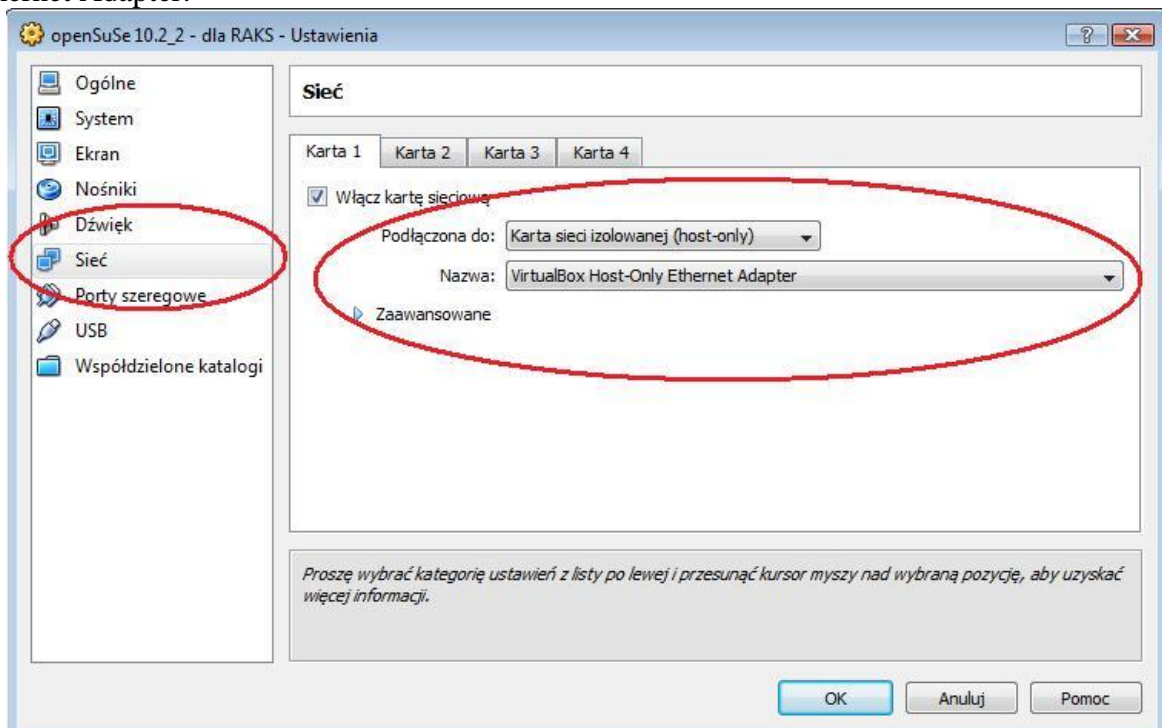 ernet Adapter.
openSuSe 10.2_2 - dla RAKS - Ustawienia
Ogólne
System
Ekran
Nośniki
Dźwięk
Sieć
Porty szeregowe
USB
Współdzielone katalogi
Sieć
Karta 1 Karta 2 Karta 3 Karta 4
Włącz kartę sieciową
Podłączona do: Karta sieci izolowanej (host-only)
Nazwa: VirtualBox Host-Only Ethernet Adapter
Zaawansowane
Proszę wybrać kategorię ustawień z listy po lewej i przesunąć kursor myszy nad wybraną pozycję, aby uzyskać
więcej informacji.
OK Anuluj Pomoc